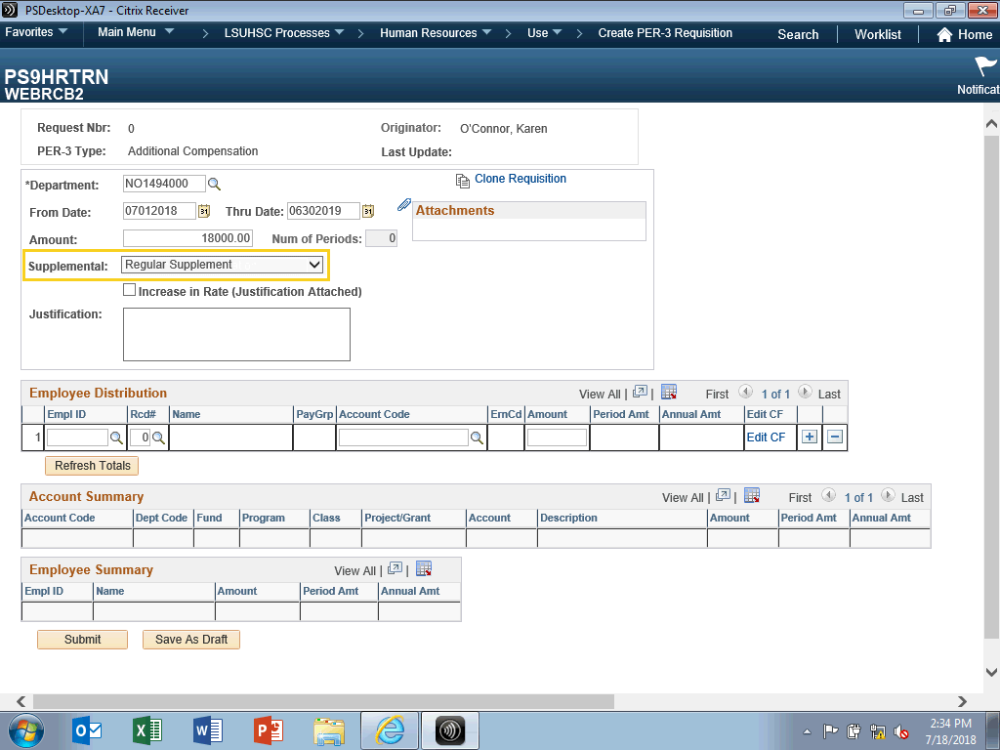 PSDesktop-XA7 - Citrix Receiver
Favorites Main Menu LSUHSC Processes Human Resources Use Create PER-3 Requisition Search Worklist Home
PS9HRTRN
WEBRCB2
Notificat
Request Nbr: 0 Originator: O'Connor, Karen
PER-3 Type: Additional Compensation Last Update:
*Department: NO1494000 Clone Requisition
From Date: 07012018 Thru Date: 06302019 Attachments
Amount: 18000.00 Num of Periods: 0
Supplemental: Regular Supplement
Increase in Rate (Justification Attached)
Justification:
Employee Distribution View All | | First 1 of 1 Last
Empl ID Rcd# Name PayGrp Account Code ErnCd Amount Period Amt Annual Amt Edit CF
1 0 Edit CF
Refresh Totals
Account Summary View All | | First 1 of 1 Last
Account Code Dept Code Fund Program Class Project/Grant Account Description Amount Period Amt Annual Amt
Employee Summary View All | |
Empl ID Name Amount Period Amt Annual Amt
Submit Save As Draft
2:34 PM
7/18/2018